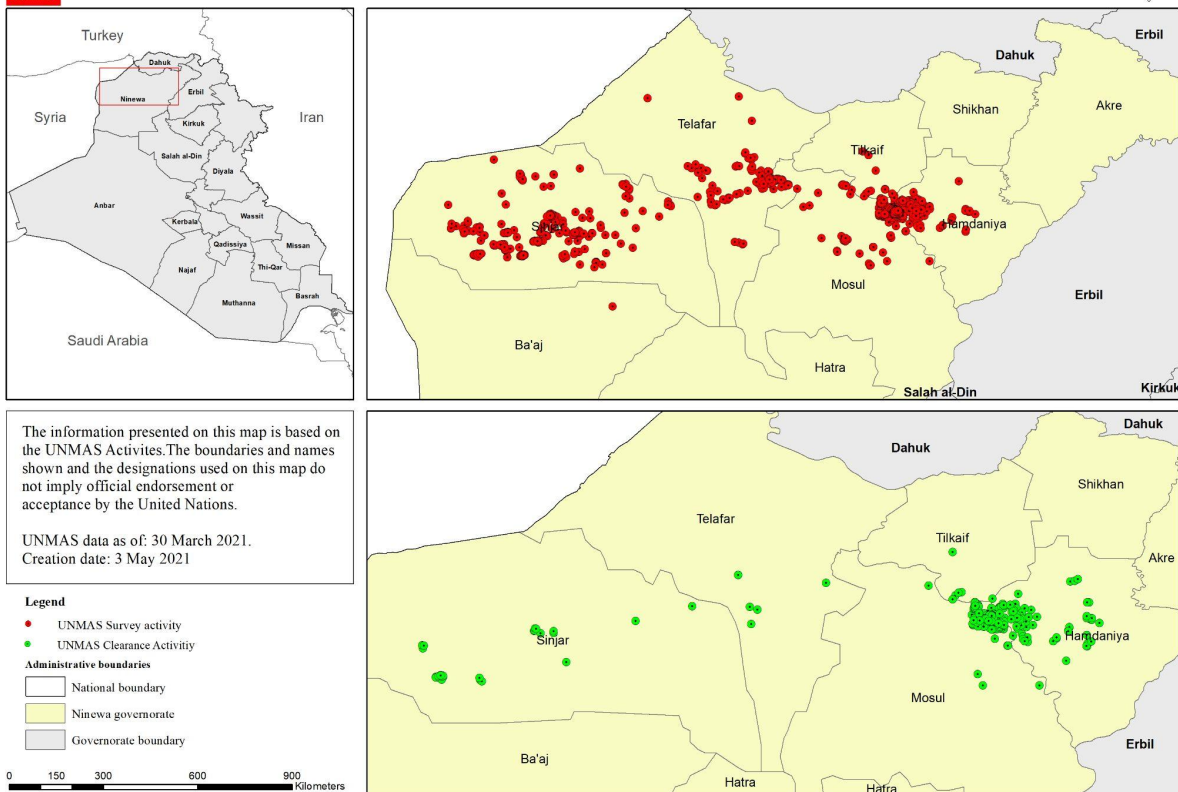 Turkey
Dahuk
Ninewa
Erbil
Syria
Iran
Kirkuk
Salah al-Din
Diyala
Anbar
Wassit
Kerbala
Qadissiya
Missan
Najaf
Thi-Qar
Basrah
Muthanna
Saudi Arabia
Erbil
Dahuk
Shikhan
Akre
Telafar
Tilkaif
Sinjar
Hamdaniya
Mosul
Erbil
Ba'aj
Hatra
Salah al-Din
Kirkuk
The information presented on this map is based on
the UNMAS Activites.The boundaries and names
shown and the designations used on this map do
not imply official endorsement or
acceptance by the United Nations.
UNMAS data as of: 30 March 2021.
Creation date: 3 May 2021
Legend
UNMAS Survey activity
UNMAS Clearance Activitiy
Administrative boundaries
National boundary
Ninewa governorate
Governorate boundary
0 150 300 600 900
Kilometers
Dahuk
Dahuk
Shikhan
Telafar
Tilkaif
Akre
Sinjar
Hamdaniya
Mosul
Erbil
Ba'aj
Hatra
Hatra